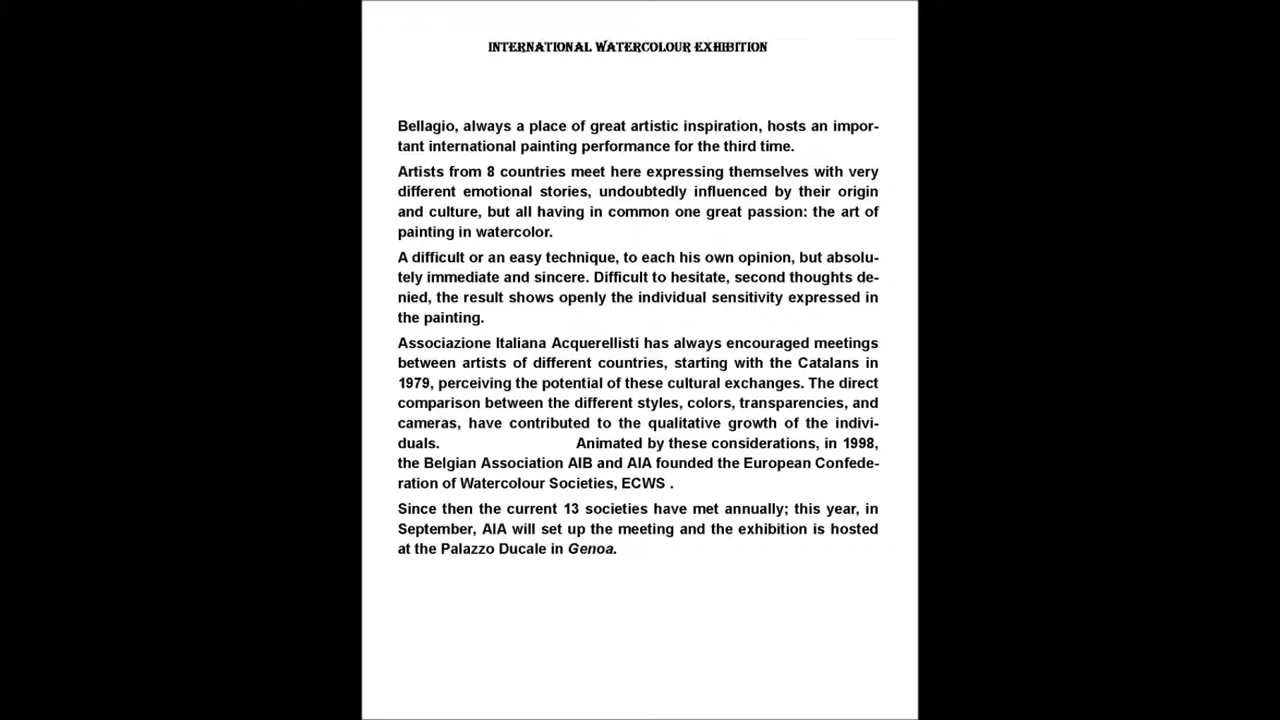 INTERNATIONAL WATERCOLOUR EXHIBITION
Bellagio, always a place of great artistic inspiration, hosts an impor-
tant international painting performance for the third time.
Artists from 8 countries meet here expressing themselves with very
different emotional stories, undoubtedly influenced by their origin
and culture, but all having in common one great passion: the art of
painting in watercolor.
A difficult or an easy technique, to each his own opinion, but absolu-
tely immediate and sincere. Difficult to hesitate, second thoughts de-
nied, the result shows openly the individual sensitivity expressed in
the painting.
Associazione Italiana Acquerellisti has always encouraged meetings
between artists of different countries, starting with the Catalans in
1979, perceiving the potential of these cultural exchanges. The direct
comparison between the different styles, colors, transparencies, and
cameras, have contributed to the qualitative growth of the indivi-
duals. Animated by these considerations, in 1998,
the Belgian Association AIB and AIA founded the European Confede-
ration of Watercolour Societies, ECWS .
Since then the current 13 societies have met annually; this year, in
September, AIA will set up the meeting and the exhibition is hosted
at the Palazzo Ducale in Genoa.